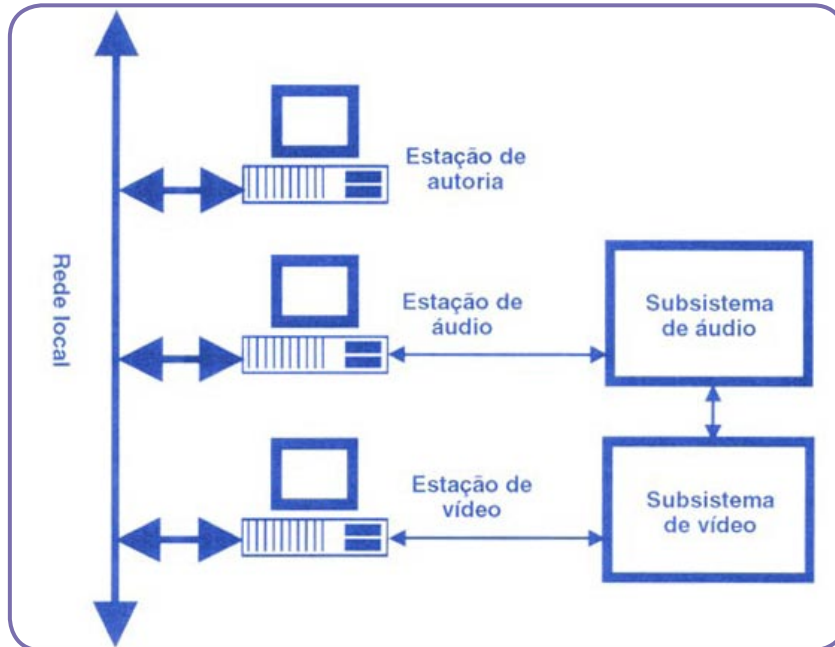 Estação de
autoria
Rede local
Estação de
áudio
Subsistema
de áudio
Estação de
vídeo
Subsistema
de vídeo